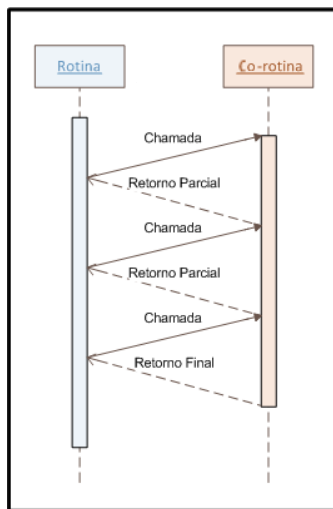 Rotina
Co-rotina
Chamada
Retorno Parcial
Chamada
Retorno Parcial
Chamada
Retorno Final